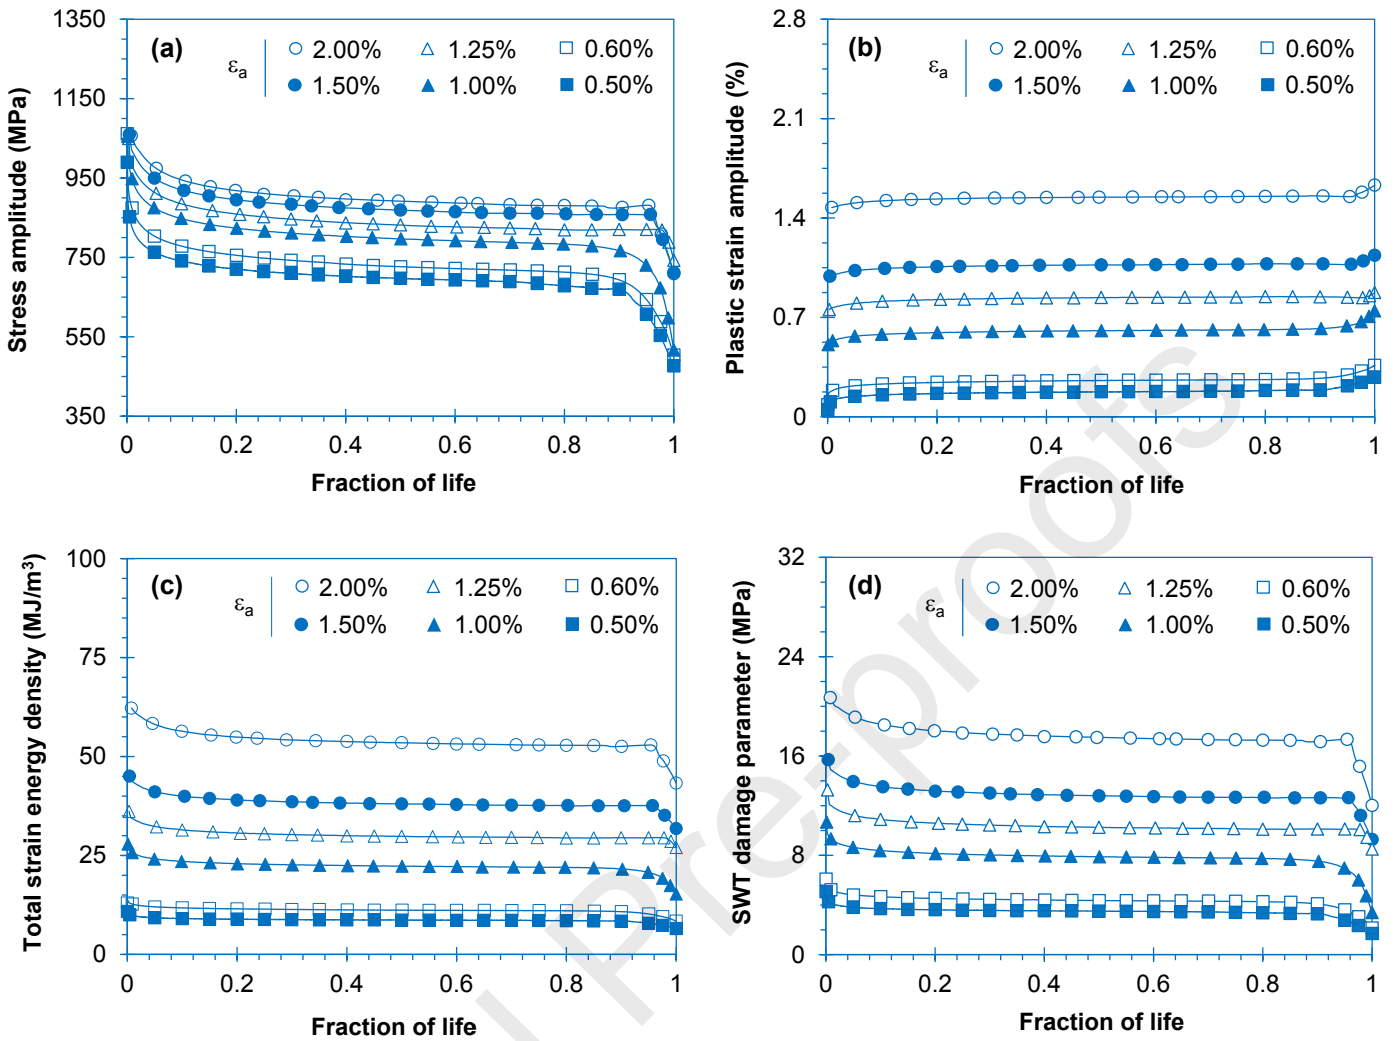 (a)
εa
2.00% 1.25% 0.60%
1.50% 1.00% 0.50%
1350
1150
950
750
550
350
Stress amplitude (MPa)
0 0.2 0.4 0.6 0.8 1
Fraction of life
(b)
εa
2.00% 1.25% 0.60%
1.50% 1.00% 0.50%
2.8
2.1
1.4
0.7
0
Plastic strain amplitude (%)
0 0.2 0.4 0.6 0.8 1
Fraction of life
(c)
εa
2.00% 1.25% 0.60%
1.50% 1.00% 0.50%
100
75
50
25
0
Total strain energy density (MJ/m³)
0 0.2 0.4 0.6 0.8 1
Fraction of life
(d)
εa
2.00% 1.25% 0.60%
1.50% 1.00% 0.50%
32
24
16
8
0
SWT damage parameter (MPa)
0 0.2 0.4 0.6 0.8 1
Fraction of life
Pre-proofs